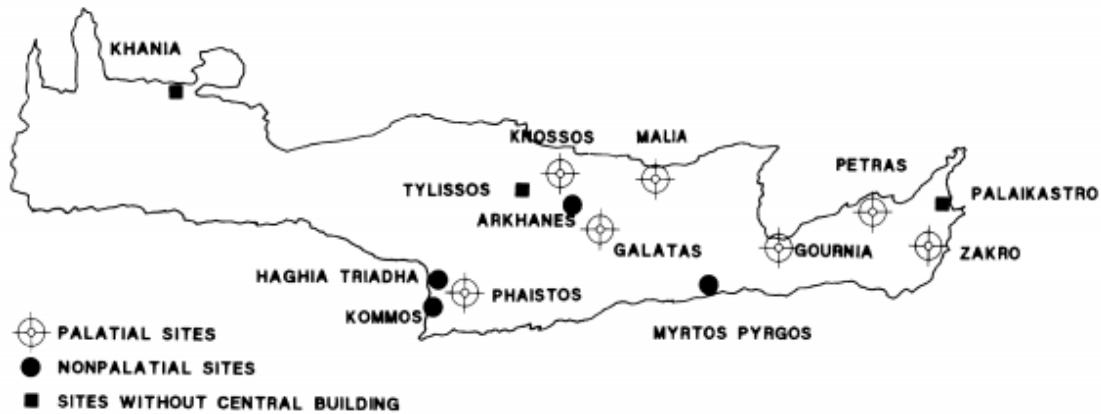 KHANIA
KNOSSOS
MALIA
PETRAS
TYLISSOS
PALAIKASTRO
ARKHANES
GALATAS
GOURNIA
ZAKRO
HAGHIA TRIADHA
PHAISTOS
KOMMOS
MYRTOS PYRGOS
PALATIAL SITES
NONPALATIAL SITES
SITES WITHOUT CENTRAL BUILDING